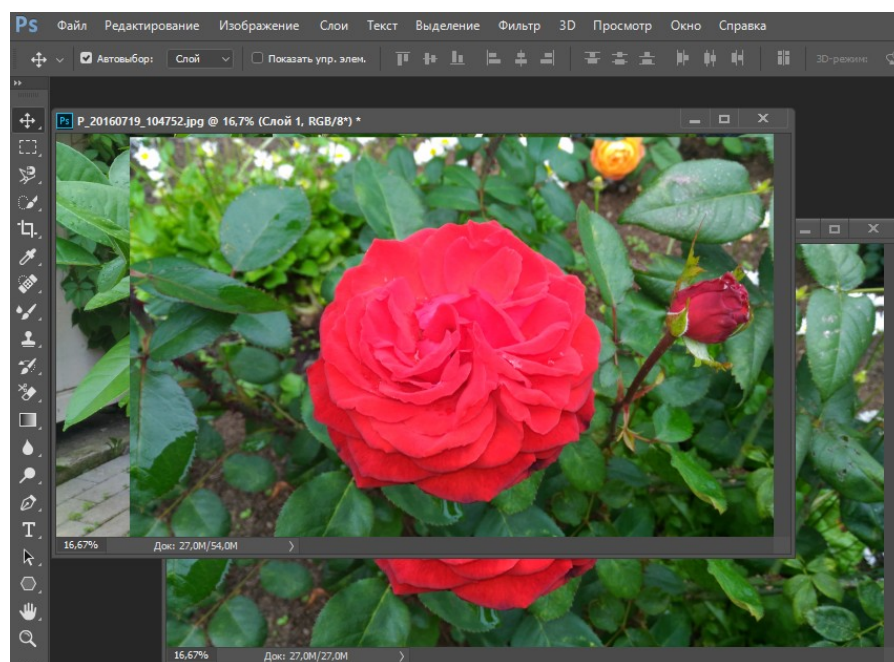 Ps Файл Редактирование Изображение Слои Текст Выделение Фильтр 3D Просмотр Окно Справка
Автовыбор: Слой Показать упр. элем. 3D-режим:
Ps P_20160719_104752.jpg @ 16,7% (Слой 1, RGB/8*) *
T
16,67% Док: 27,0M/54,0M
16,67% Док: 27,0M/27,0M